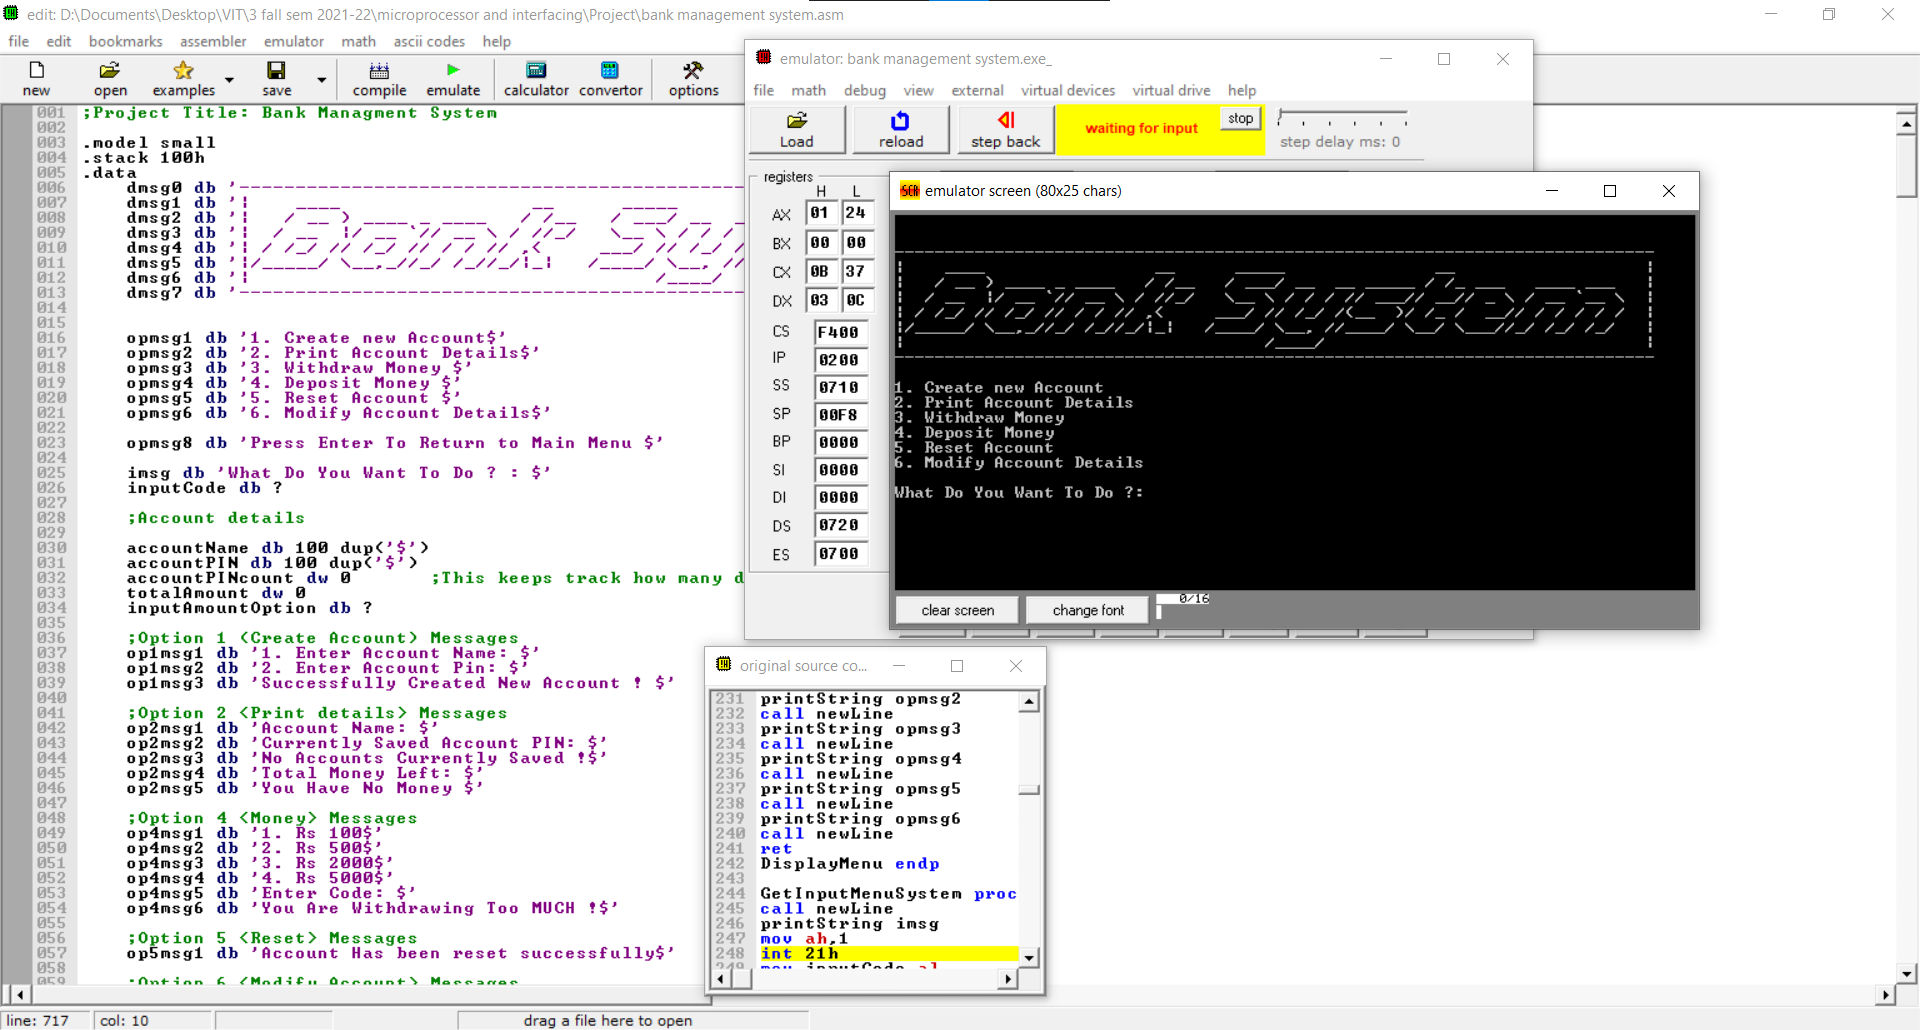 edit: D:\Documents\Desktop\VIT\3 fall sem 2021-22\microprocessor and interfacing\Project\bank management system.asm
file edit bookmarks assembler emulator math ascii codes help
new open examples save compile emulate calculator convertor options
001 ;Project Title: Bank Managment System
002
003 .model small
004 .stack 100h
005 .data
006 dmsg0 db '
007 dmsg1 db '
008 dmsg2 db '
009 dmsg3 db '
010 dmsg4 db '
011 dmsg5 db '
012 dmsg6 db '
013 dmsg7 db '
014
015
016 opmsg1 db '1. Create new Account$'
017 opmsg2 db '2. Print Account Details$'
018 opmsg3 db '3. Withdraw Money $'
019 opmsg4 db '4. Deposit Money $'
020 opmsg5 db '5. Reset Account $'
021 opmsg6 db '6. Modify Account Details$'
022
023 opmsg8 db 'Press Enter To Return to Main Menu $'
024
025 imsg db 'What Do You Want To Do ? : $'
026 inputCode db ?
027
028 ;Account details
029
030 accountName db 100 dup('$')
031 accountPIN db 100 dup('$')
032 accountPINcount dw 0 ;This keeps track how many d
033 totalAmount dw 0
034 inputAmountOption db ?
035
036 ;Option 1 (Create Account) Messages
037 op1msg1 db '1. Enter Account Name: $'
038 op1msg2 db '2. Enter Account Pin: $'
039 op1msg3 db 'Successfully Created New Account ! $'
040
041 ;Option 2 (Print details) Messages
042 op2msg1 db 'Account Name: $'
043 op2msg2 db 'Currently Saved Account PIN: $'
044 op2msg3 db 'No Accounts Currently Saved !$'
045 op2msg4 db 'Total Money Left: $'
046 op2msg5 db 'You Have No Money $'
047
048 ;Option 4 (Money) Messages
049 op4msg1 db '1. Rs 100$'
050 op4msg2 db '2. Rs 500$'
051 op4msg3 db '3. Rs 2000$'
052 op4msg4 db '4. Rs 5000$'
053 op4msg5 db 'Enter Code: $'
054 op4msg6 db 'You Are Withdrawing Too MUCH !$'
055
056 ;Option 5 (Reset) Messages
057 op5msg1 db 'Account Has been reset successfully$'
058
059 ;Option 6 (Modify Account) Messages
line: 717 col: 10 drag a file here to open
emulator: bank management system.exe_
file math debug view external virtual devices virtual drive help
Load reload step back waiting for input stop step delay ms: 0
registers
H L
AX 01 24
BX 00 00
CX 0B 37
DX 03 0C
CS F400
IP 0200
SS 0710
SP 00F8
BP 0000
SI 0000
DI 0000
DS 0720
ES 0700
emulator screen (80x25 chars)
Bank System
1. Create new Account
2. Print Account Details
3. Withdraw Money
4. Deposit Money
5. Reset Account
6. Modify Account Details
What Do You Want To Do ?:
clear screen change font 0/16
original source co...
231 printString opmsg2
232 call newLine
233 printString opmsg3
234 call newLine
235 printString opmsg4
236 call newLine
237 printString opmsg5
238 call newLine
239 printString opmsg6
240 call newLine
241 ret
242 DisplayMenu endp
243
244 GetInputMenuSystem proc
245 call newLine
246 printString imsg
247 mov ah,1
248 int 21h
249 mov inputCode al